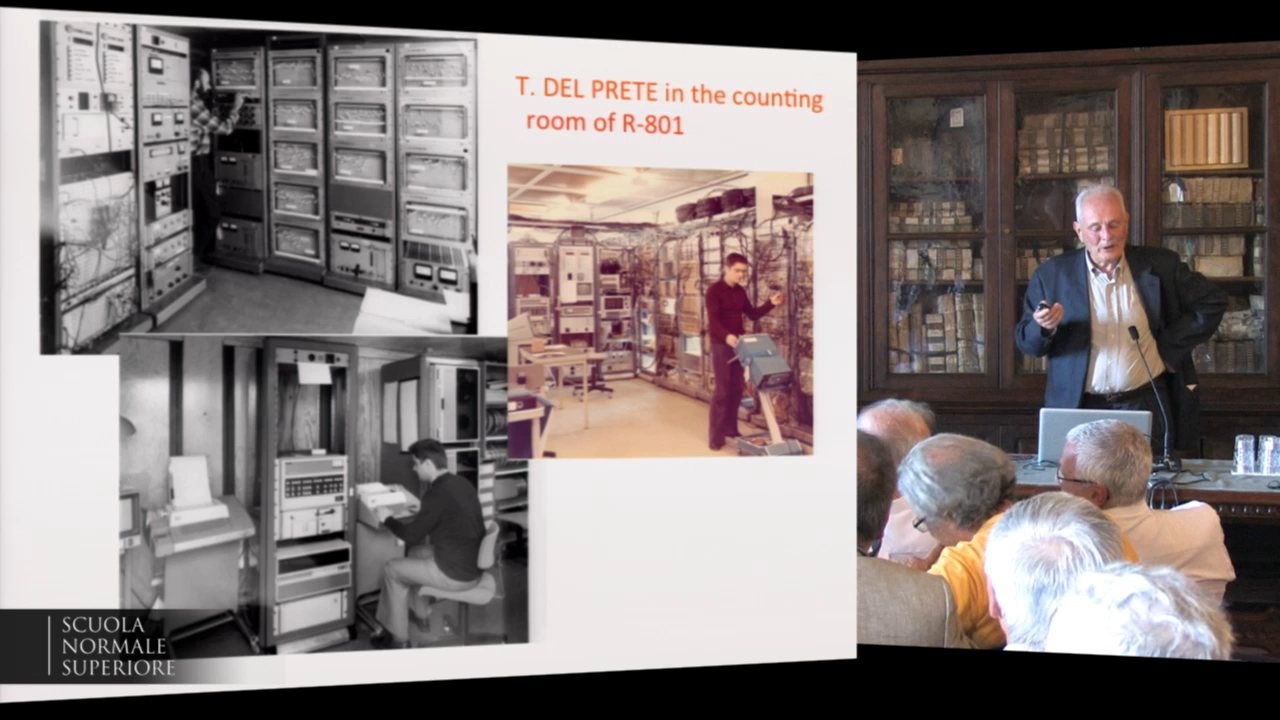 T. DEL PRETE in the counting
room of R-801
SCUOLA
NORMALE
SUPERIORE